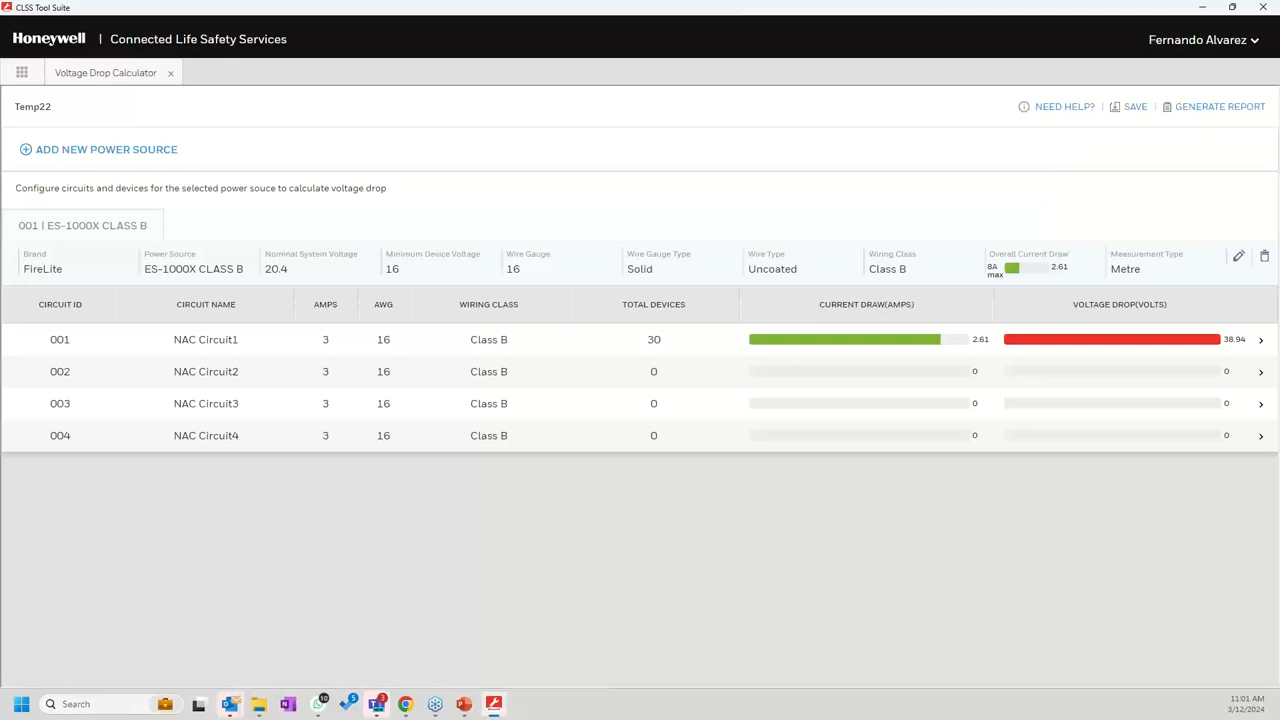 CLSS Tool Suite
Honeywell | Connected Life Safety Services
Fernando Alvarez
Voltage Drop Calculator
Temp22
NEED HELP? | SAVE | GENERATE REPORT
ADD NEW POWER SOURCE
Configure circuits and devices for the selected power souce to calculate voltage drop
001 | ES-1000X CLASS B
Brand Power Source Nominal System Voltage Minimum Device Voltage Wire Gauge Wire Gauge Type Wire Type Wiring Class Overall Current Draw Measurement Type
FireLite ES-1000X CLASS B 20.4 16 16 Solid Uncoated Class B 8A max 2.61 Metre
CIRCUIT ID CIRCUIT NAME AMPS AWG WIRING CLASS TOTAL DEVICES CURRENT DRAW(AMPS) VOLTAGE DROP(VOLTS)
001 NAC Circuit1 3 16 Class B 30 2.61 38.94
002 NAC Circuit2 3 16 Class B 0 0 0
003 NAC Circuit3 3 16 Class B 0 0 0
004 NAC Circuit4 3 16 Class B 0 0 0
Search 10 5 3
11:01 AM
3/12/2024